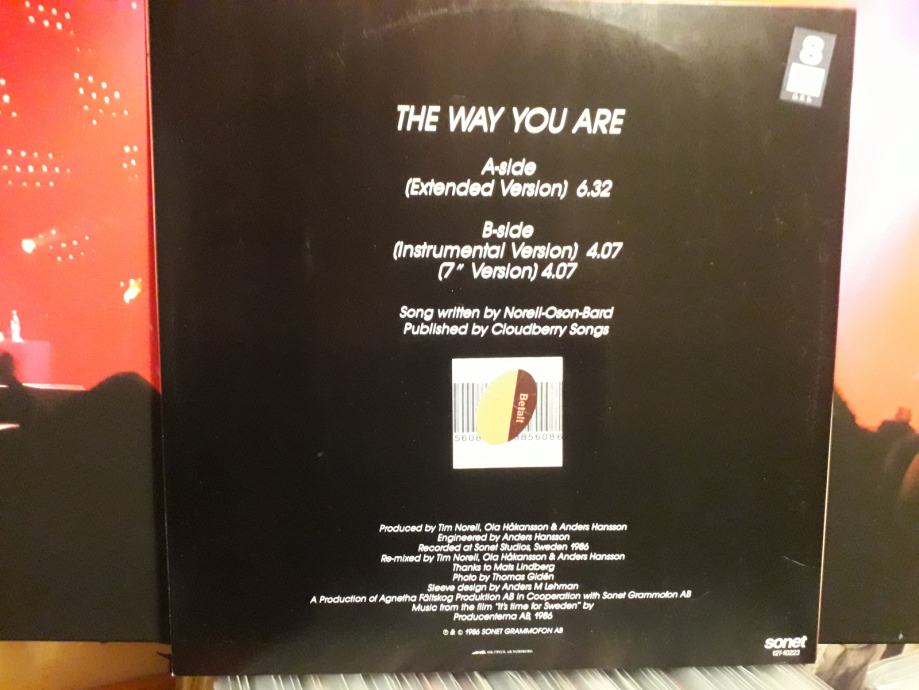 8
THE WAY YOU ARE
A-side
(Extended Version) 6.32
B-side
(Instrumental Version) 4.07
(7" Version) 4.07
Song written by Norell-Oson-Bard
Published by Cloudberry Songs
Betalt
Produced by Tim Norell, Ola Håkansson & Anders Hansson
Engineered by Anders Hansson
Recorded at Sonet Studios, Sweden 1986
Re-mixed by Tim Norell, Ola Håkansson & Anders Hansson
Thanks to Mats Lindberg
Photo by Thomas Gidén
Sleeve design by Anders M Lehman
A Production of Agnetha Fältskog Produktion AB in Cooperation with Sonet Grammofon AB
Music from the film "It's time for Sweden" by
Producenterna AB, 1986
℗ & © 1986 SONET GRAMMOFON AB
sonet
12T-10223